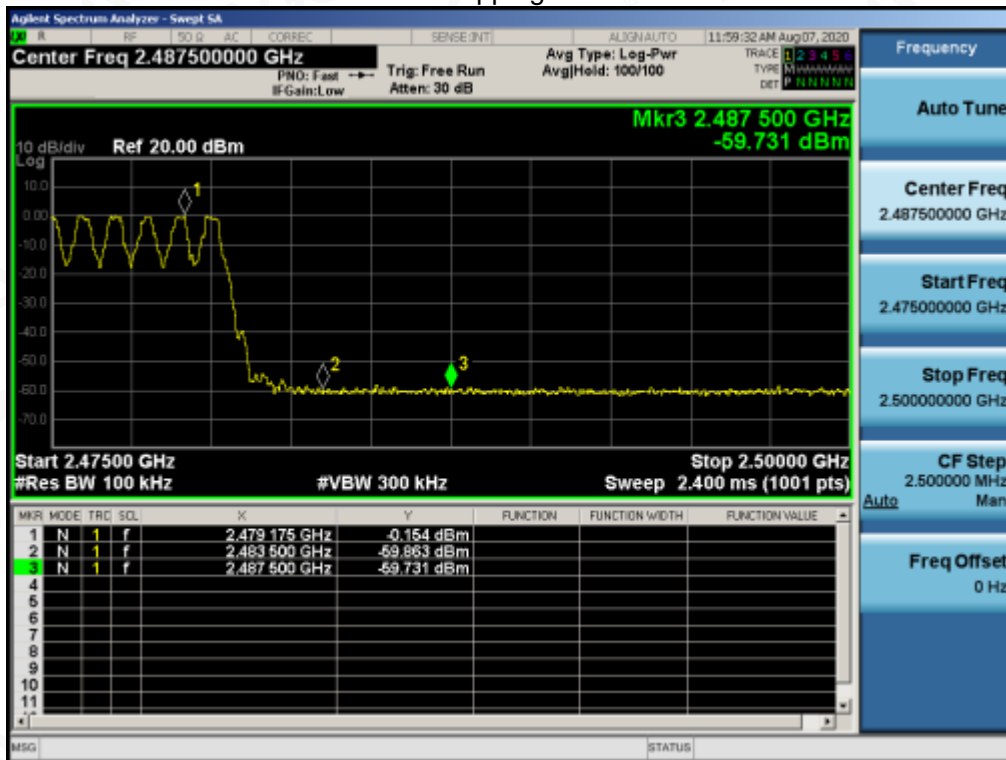 Agilent Spectrum Analyzer - Swept SA
R RF 50 Ω AC CORREC SENSE:INT ALIGN AUTO 11:59:32 AM Aug 07, 2020
Center Freq 2.487500000 GHz
PNO: Fast
IFGain:Low
Trig: Free Run
Atten: 30 dB
Avg Type: Log-Pwr
Avg|Hold: 100/100
TRACE 1 2 3 4 5 6
TYPE M
DET P N N N N N
Mkr3 2.487 500 GHz
-59.731 dBm
10 dB/div Ref 20.00 dBm
Log
10.0
0.00
-10.0
-20.0
-30.0
-40.0
-50.0
-60.0
-70.0
1
2
3
Start 2.47500 GHz Stop 2.50000 GHz
#Res BW 100 kHz #VBW 300 kHz Sweep 2.400 ms (1001 pts)
MKR MODE TRC SCL X Y FUNCTION FUNCTION WIDTH FUNCTION VALUE
1 N 1 f 2.479 175 GHz -0.154 dBm
2 N 1 f 2.483 500 GHz -59.863 dBm
3 N 1 f 2.487 500 GHz -59.731 dBm
4
5
6
7
8
9
10
11
MSG STATUS
Frequency
Auto Tune
Center Freq
2.487500000 GHz
Start Freq
2.475000000 GHz
Stop Freq
2.500000000 GHz
CF Step
2.500000 MHz
Auto Man
Freq Offset
0 Hz